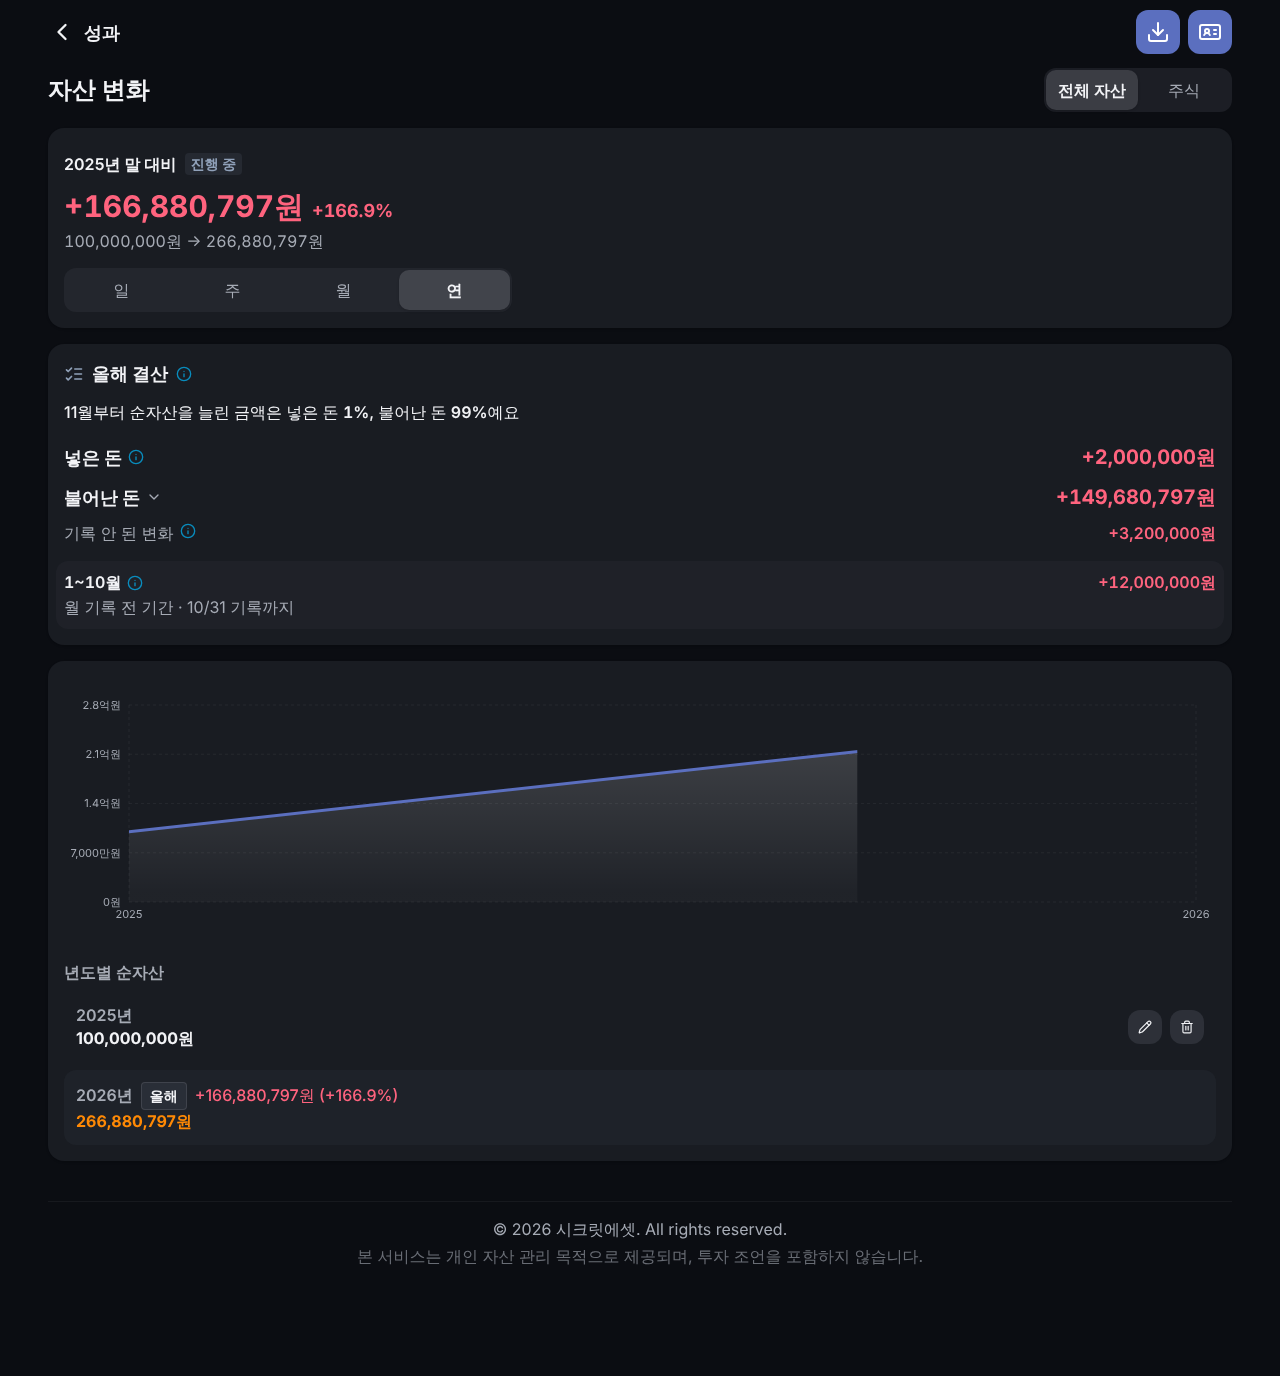 성과
자산 변화
전체 자산 주식
2025년 말 대비 진행 중
+166,880,797원 +166.9%
100,000,000원 → 266,880,797원
일 주 월 연
올해 결산
11월부터 순자산을 늘린 금액은 넣은 돈 1%, 불어난 돈 99%예요
넣은 돈 +2,000,000원
불어난 돈 +149,680,797원
기록 안 된 변화 +3,200,000원
1~10월 +12,000,000원
월 기록 전 기간 · 10/31 기록까지
2.8억원
2.1억원
1.4억원
7,000만원
0원
2025 2026
년도별 순자산
2025년
100,000,000원
2026년 올해 +166,880,797원 (+166.9%)
266,880,797원
© 2026 시크릿에셋. All rights reserved.
본 서비스는 개인 자산 관리 목적으로 제공되며, 투자 조언을 포함하지 않습니다.